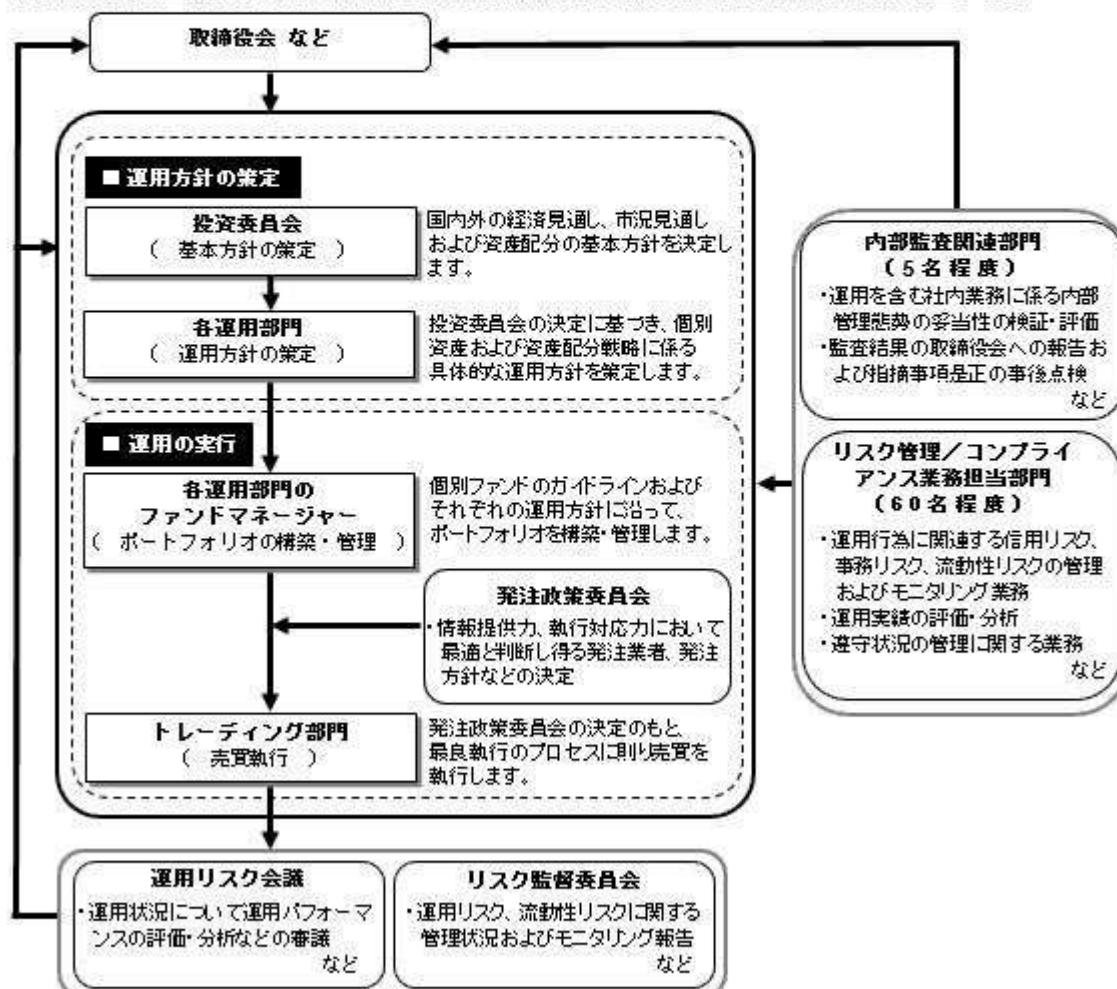 取締役会 など
■ 運用方針の策定
投資委員会
( 基本方針の策定 )
国内外の経済見通し、市況見通し
および資産配分の基本方針を決定し
ます。
各運用部門
( 運用方針の策定 )
投資委員会の決定に基づき、個別
資産および資産配分戦略に係る
具体的な運用方針を策定します。
■ 運用の実行
各運用部門の
ファンドマネージャー
( ポートフォリオの構築・管理 )
個別ファンドのガイドラインおよび
それぞれの運用方針に沿って、
ポートフォリオを構築・管理します。
発注政策委員会
・情報提供力、執行対応力において
最適と判断し得る発注業者、発注
方針などの決定
トレーディング部門
( 売買執行 )
発注政策委員会の決定のもと、
最良執行のプロセスに則り売買を
執行します。
内部監査関連部門
(5名程度)
・運用を含む社内業務に係る内部
管理態勢の妥当性の検証・評価
・監査結果の取締役会への報告お
よび指摘事項是正の事後点検
など
リスク管理／コンプライ
アンス業務担当部門
(60名程度)
・運用行為に関連する信用リスク、
事務リスク、流動性リスクの管理
およびモニタリング業務
・運用実績の評価・分析
・遵守状況の管理に関する業務
など
運用リスク会議
・運用状況について運用パフォーマ
ンスの評価・分析などの審議
など
リスク監督委員会
・運用リスク、流動性リスクに関する
管理状況およびモニタリング報告
など